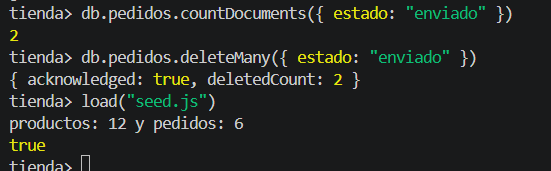 tienda> db.pedidos.countDocuments({ estado: "enviado" })
2
tienda> db.pedidos.deleteMany({ estado: "enviado" })
{ acknowledged: true, deletedCount: 2 }
tienda> load("seed.js")
productos: 12 y pedidos: 6
true
tienda>